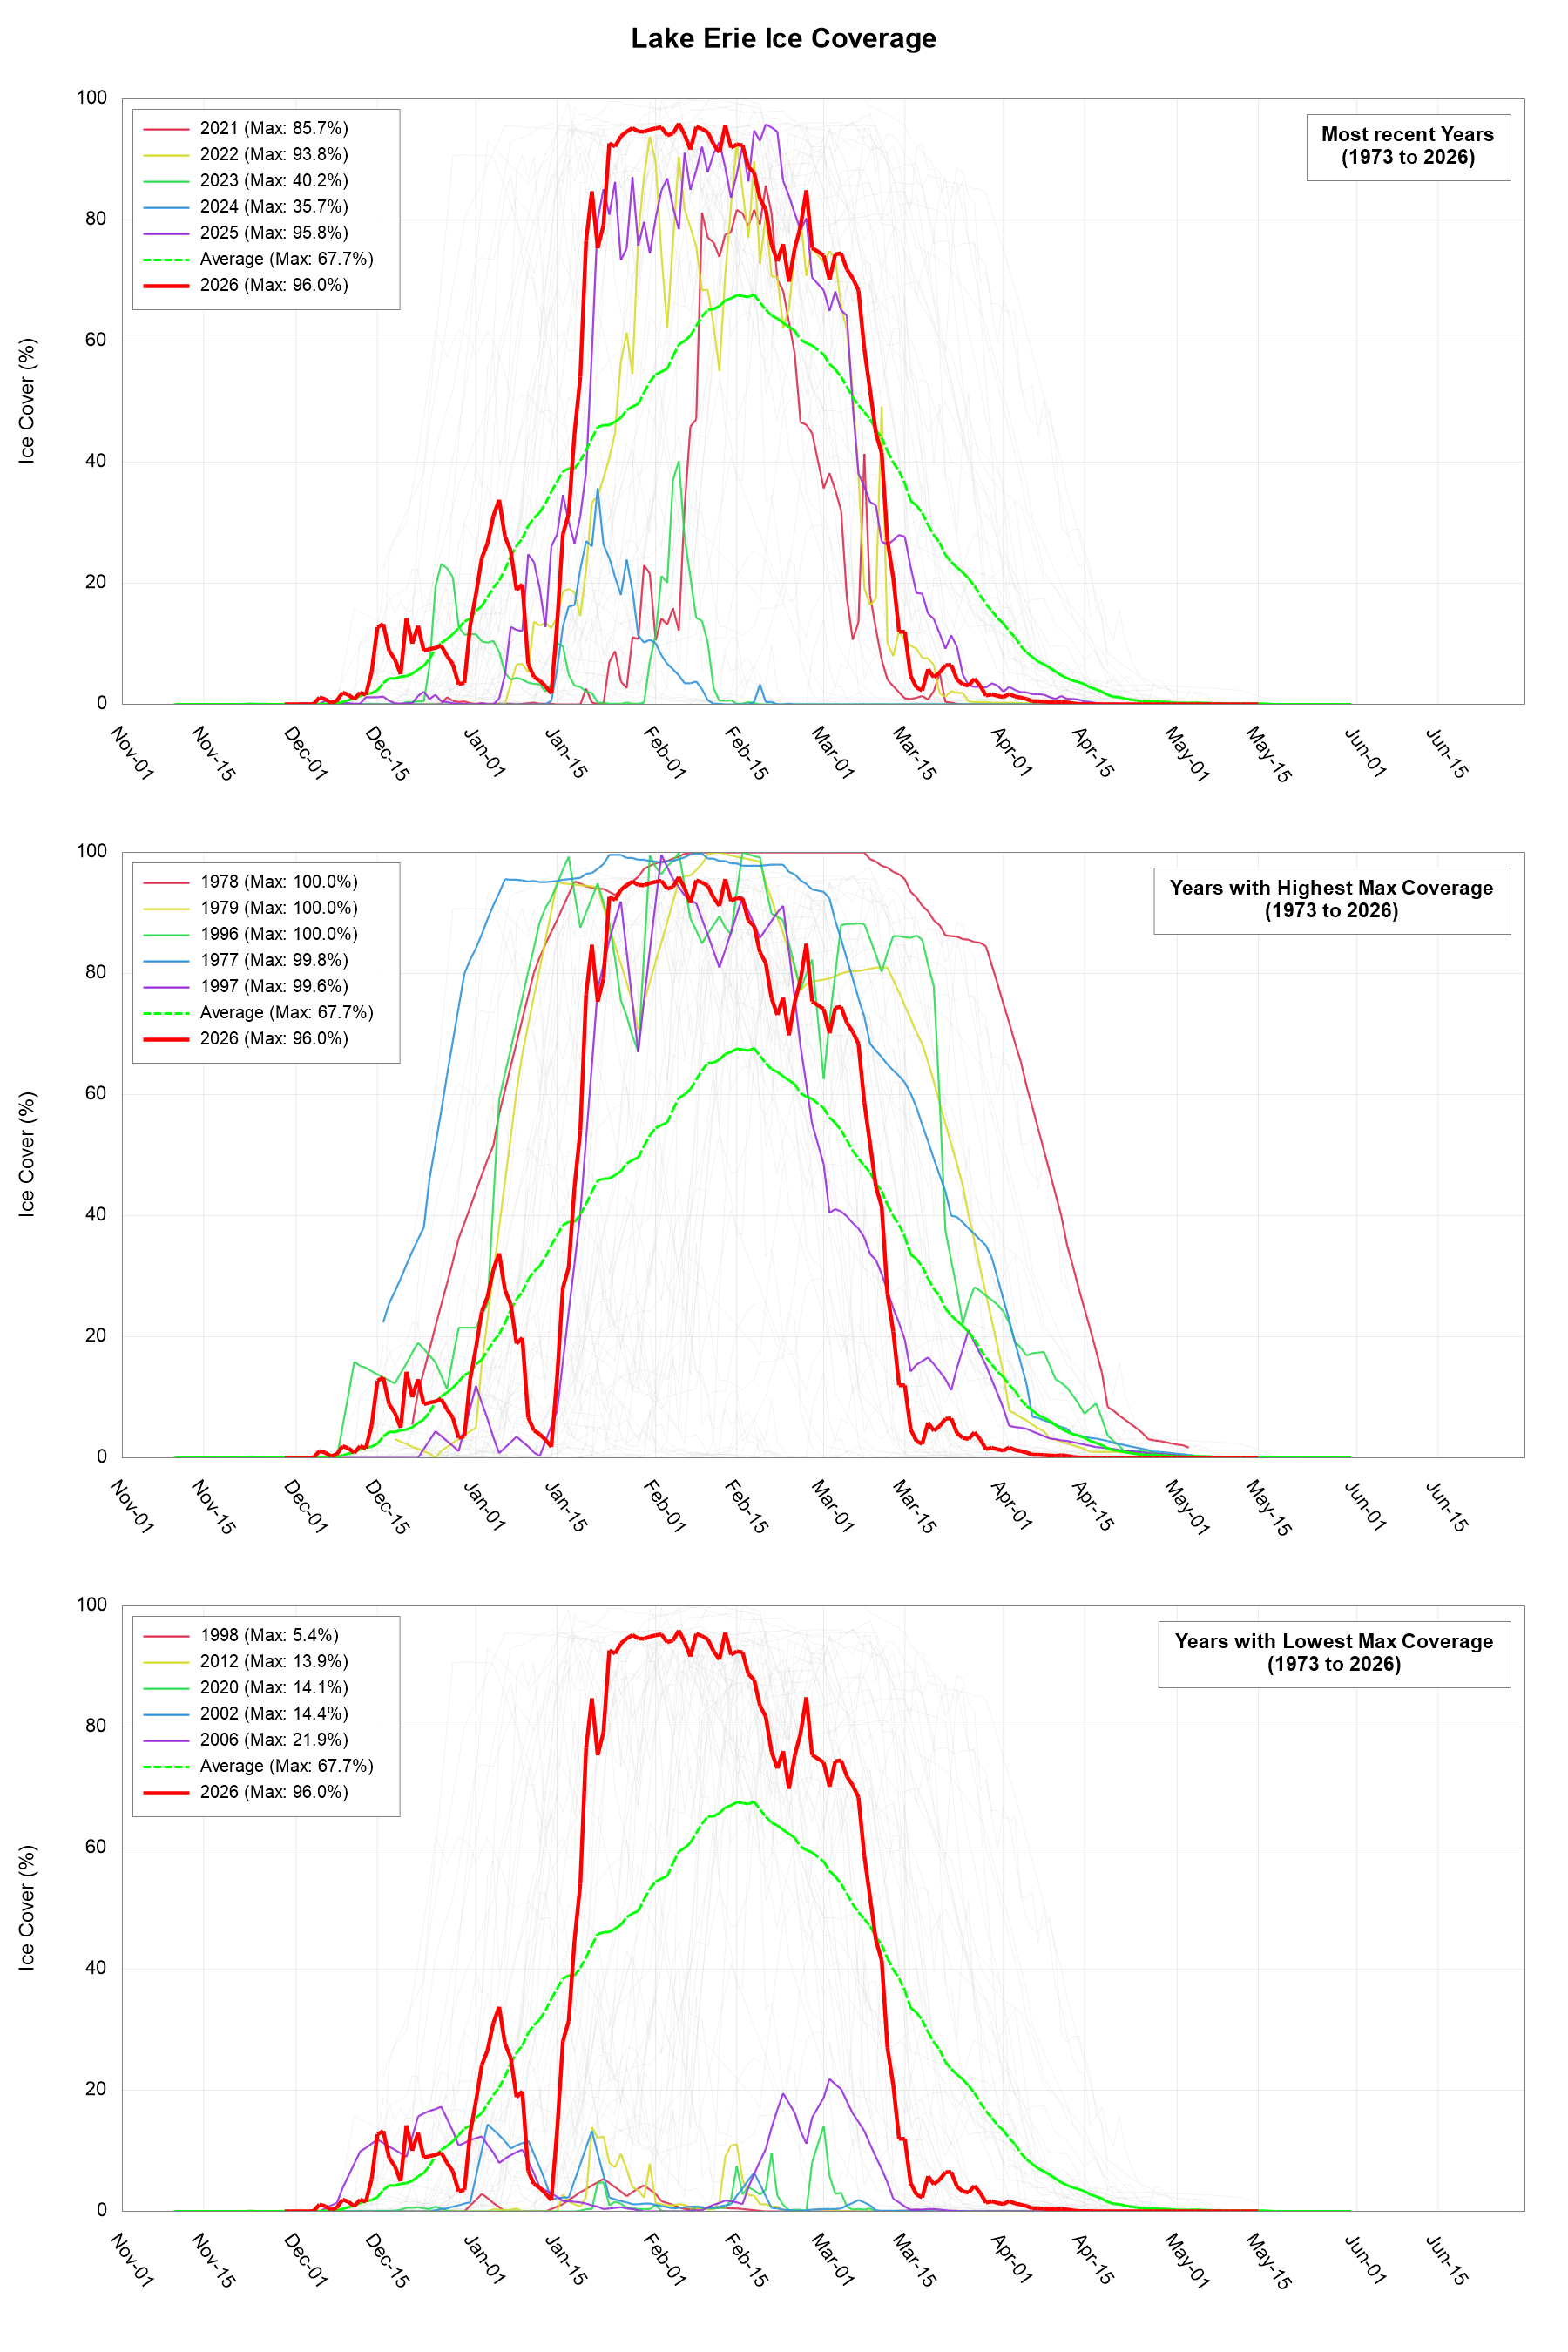 Lake Erie Ice Coverage
100
80
60
40
20
0
Ice Cover (%)
2021 (Max: 85.7%)
2022 (Max: 93.8%)
2023 (Max: 40.2%)
2024 (Max: 35.7%)
2025 (Max: 95.8%)
Average (Max: 67.7%)
2026 (Max: 96.0%)
Most recent Years
(1973 to 2026)
Nov-01
Nov-15
Dec-01
Dec-15
Jan-01
Jan-15
Feb-01
Feb-15
Mar-01
Mar-15
Apr-01
Apr-15
May-01
May-15
Jun-01
Jun-15
100
80
60
40
20
0
Ice Cover (%)
1978 (Max: 100.0%)
1979 (Max: 100.0%)
1996 (Max: 100.0%)
1977 (Max: 99.8%)
1997 (Max: 99.6%)
Average (Max: 67.7%)
2026 (Max: 96.0%)
Years with Highest Max Coverage
(1973 to 2026)
Nov-01
Nov-15
Dec-01
Dec-15
Jan-01
Jan-15
Feb-01
Feb-15
Mar-01
Mar-15
Apr-01
Apr-15
May-01
May-15
Jun-01
Jun-15
100
80
60
40
20
0
Ice Cover (%)
1998 (Max: 5.4%)
2012 (Max: 13.9%)
2020 (Max: 14.1%)
2002 (Max: 14.4%)
2006 (Max: 21.9%)
Average (Max: 67.7%)
2026 (Max: 96.0%)
Years with Lowest Max Coverage
(1973 to 2026)
Nov-01
Nov-15
Dec-01
Dec-15
Jan-01
Jan-15
Feb-01
Feb-15
Mar-01
Mar-15
Apr-01
Apr-15
May-01
May-15
Jun-01
Jun-15